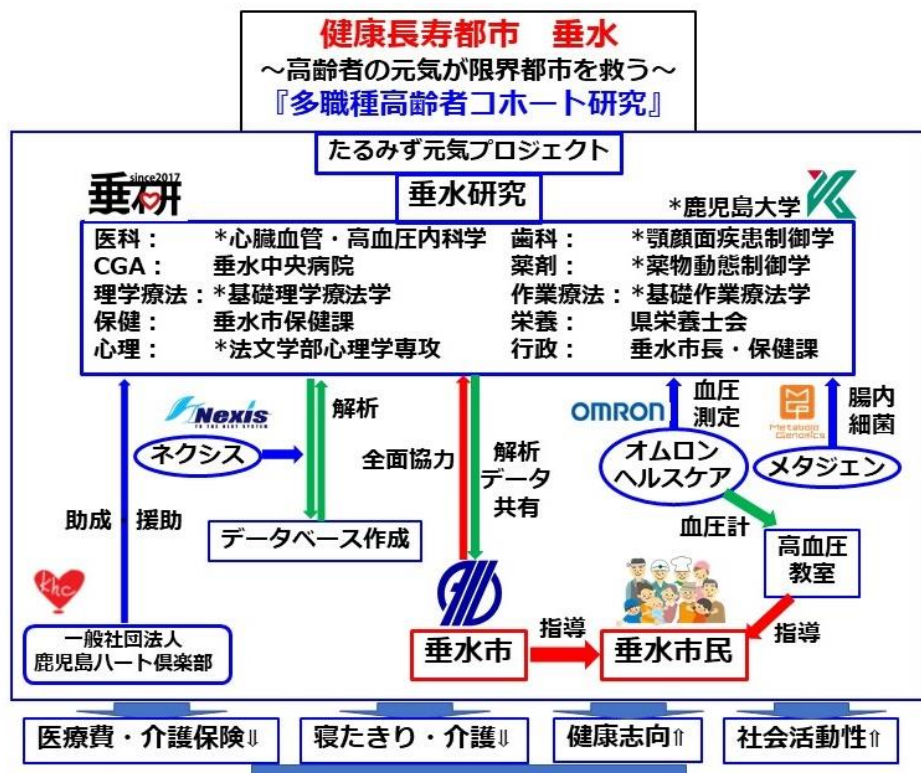 健康長寿都市 垂水
~高齢者の元気が限界都市を救う~
『多職種高齢者コホート研究』
たるみず元気プロジェクト
since2017
垂研
垂水研究
*鹿児島大学
医科: *心臓血管・高血圧内科学 歯科: *顎顔面疾患制御学
CGA: 垂水中央病院 薬剤: *薬物動態制御学
理学療法: *基礎理学療法学 作業療法: *基礎作業療法学
保健: 垂水市保健課 栄養: 県栄養士会
心理: *法文学部心理学専攻 行政: 垂水市長・保健課
Nexis
TO THE BEST SYSTEM
ネクシス
解析
全面協力
解析
データ
共有
OMRON
血圧
測定
Metabolo
Genomics
腸内
細菌
オムロン
ヘルスケア
メタジェン
助成・援助
データベース作成
血圧計
高血圧
教室
khc
一般社団法人
鹿児島ハート倶楽部
垂水市
指導
垂水市民
指導
医療費・介護保険⇓
寝たきり・介護⇓
健康志向⇑
社会活動性⇑